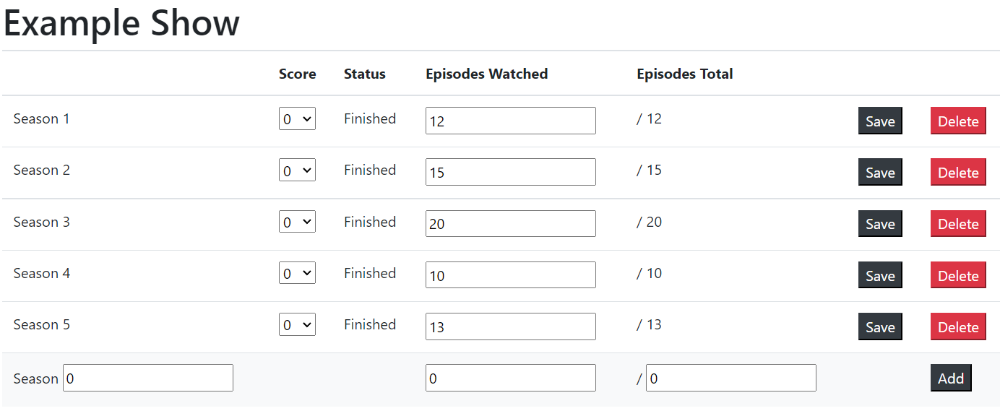 Example Show
Score Status Episodes Watched Episodes Total
Season 1 0 Finished 12 / 12 Save Delete
Season 2 0 Finished 15 / 15 Save Delete
Season 3 0 Finished 20 / 20 Save Delete
Season 4 0 Finished 10 / 10 Save Delete
Season 5 0 Finished 13 / 13 Save Delete
Season 0 0 / 0 Add